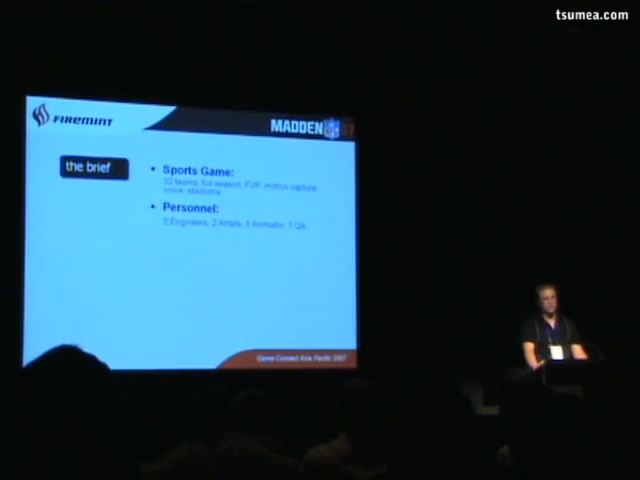 tsumea.com
FIREMINT
MADDEN NFL 07
the brief
• Sports Game:
32 teams, full season, PVP, motion capture,
voice, stadiums
• Personnel:
5 Engineers, 2 Artists, 1 Animator, 1 QA
Game Connect Asia Pacific 2007